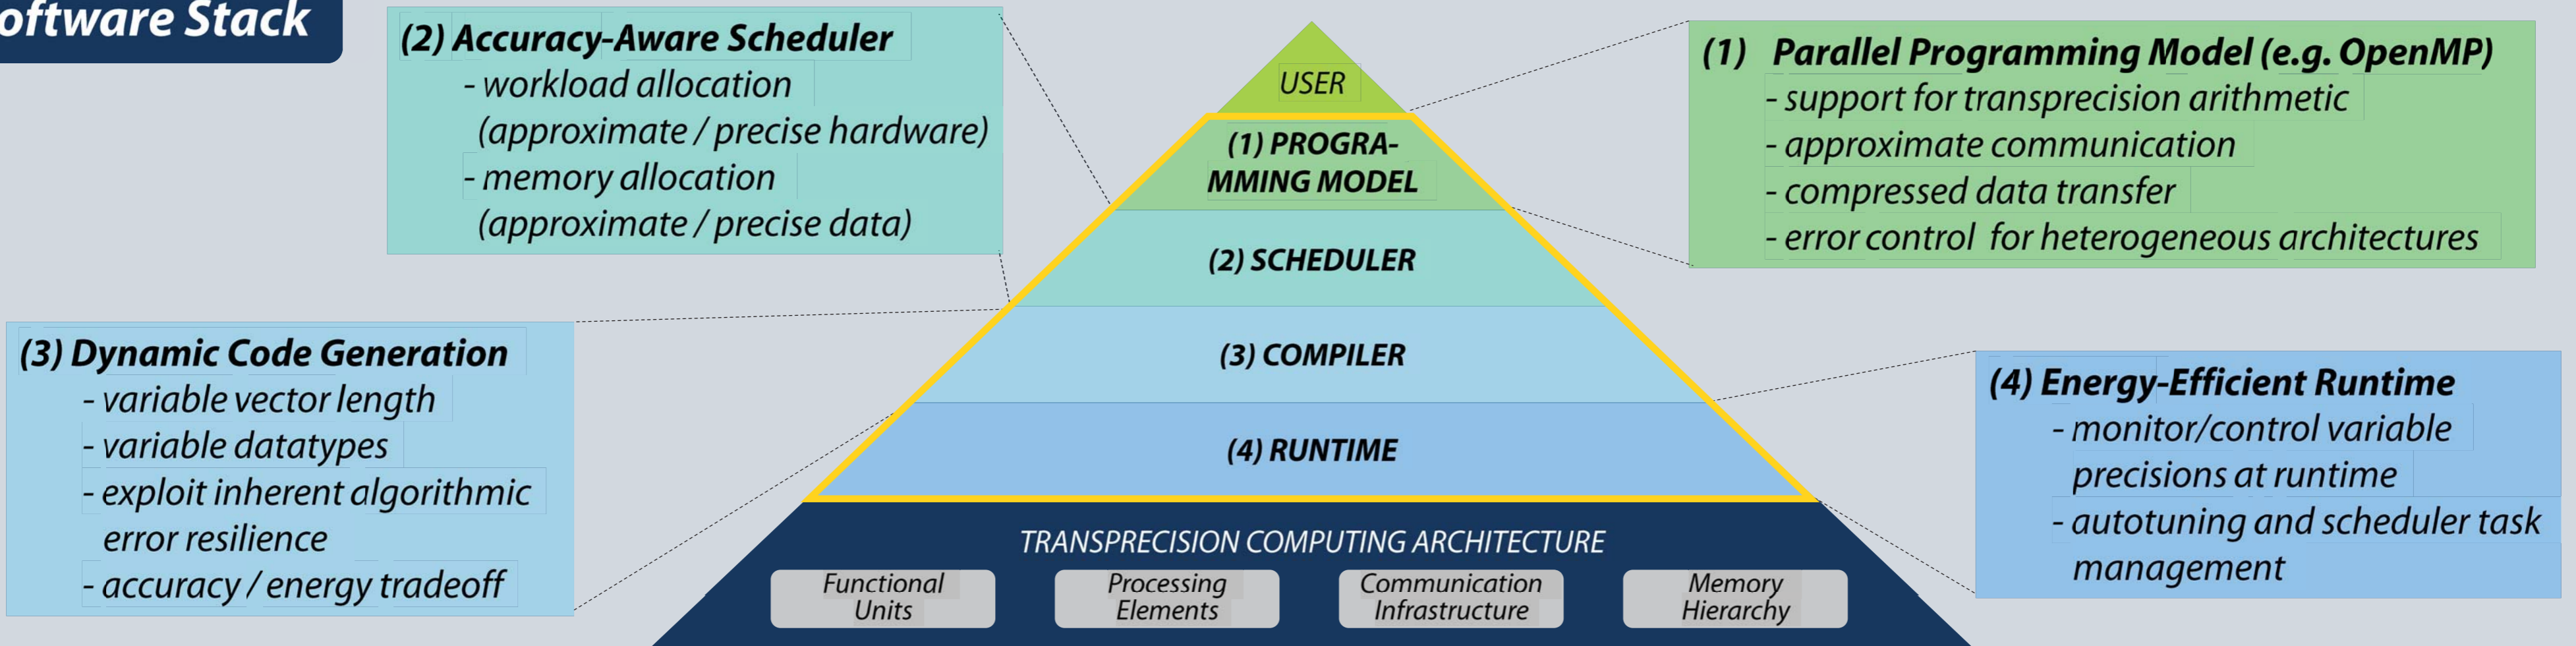 oftware Stack
(2) Accuracy-Aware Scheduler
- workload allocation
(approximate / precise hardware)
- memory allocation
(approximate / precise data)
(3) Dynamic Code Generation
- variable vector length
- variable datatypes
- exploit inherent algorithmic
error resilience
- accuracy / energy tradeoff
USER
(1) PROGRA-
MMING MODEL
(2) SCHEDULER
(3) COMPILER
(4) RUNTIME
TRANSPRECISION COMPUTING ARCHITECTURE
Functional
Units
Processing
Elements
Communication
Infrastructure
Memory
Hierarchy
(1) Parallel Programming Model (e.g. OpenMP)
- support for transprecision arithmetic
- approximate communication
- compressed data transfer
- error control for heterogeneous architectures
(4) Energy-Efficient Runtime
- monitor/control variable
precisions at runtime
- autotuning and scheduler task
management